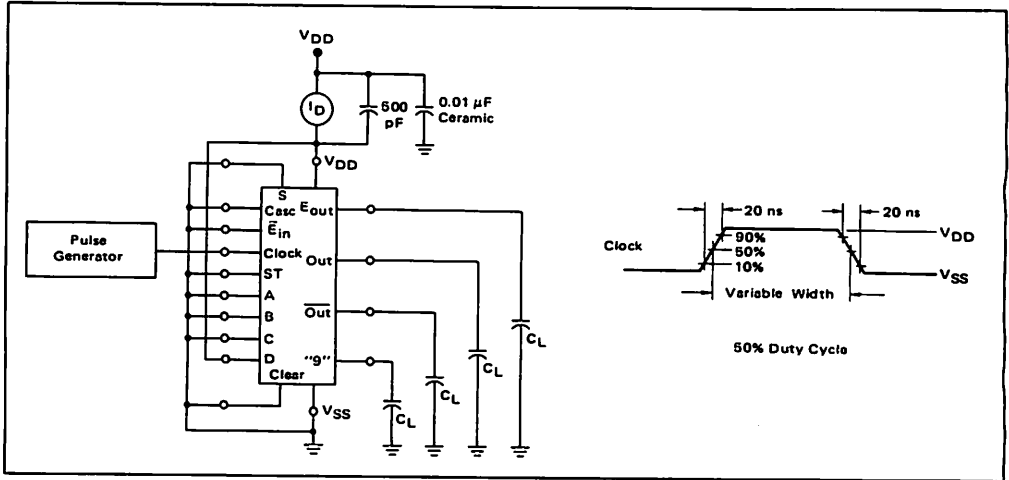 VDD
ID
500 pF
0.01 µF Ceramic
VDD
S
Casc
Eout
Ēin
Pulse Generator
Clock
Out
ST
A
B
Out̅
C
D
"9"
Clear
VSS
CL
CL
CL
CL
20 ns
20 ns
Clock
90%
50%
10%
VDD
VSS
Variable Width
50% Duty Cycle